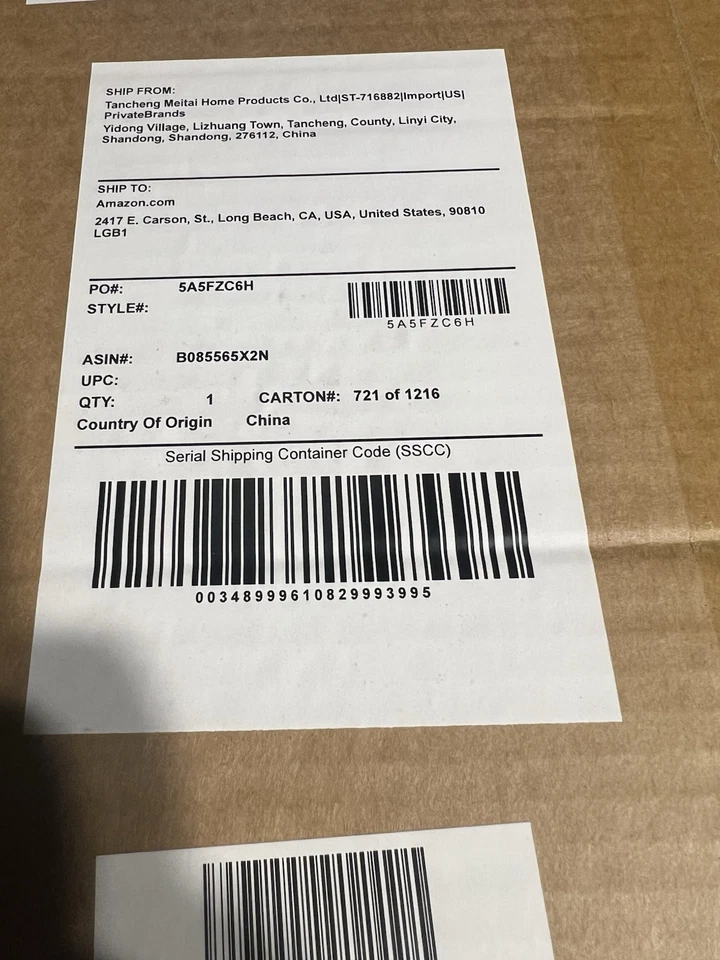 SHIP FROM:
Tancheng Meitai Home Products Co., Ltd|ST-716882|Import|US|
PrivateBrands
Yidong Village, Lizhuang Town, Tancheng, County, Linyi City,
Shandong, Shandong, 276112, China
SHIP TO:
Amazon.com
2417 E. Carson, St., Long Beach, CA, USA, United States, 90810
LGB1
PO#: 5A5FZC6H
STYLE#:
5A5FZC6H
ASIN#: B085565X2N
UPC:
QTY: 1 CARTON#: 721 of 1216
Country Of Origin China
Serial Shipping Container Code (SSCC)
00348999610829993995